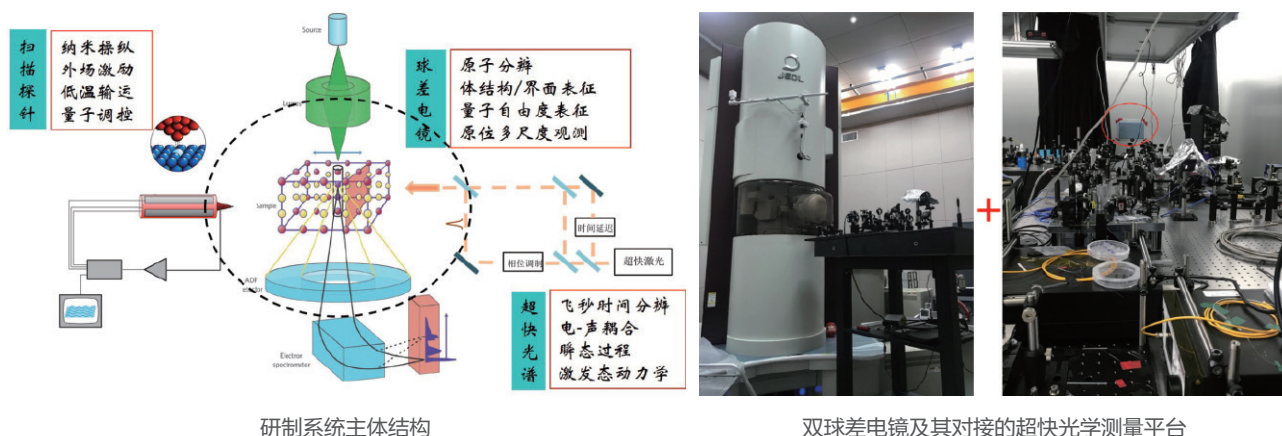 扫描探针
纳米操纵
外场激励
低温输运
量子调控
Source
球差电镜
原子分辨
体结构/界面表征
量子自由度表征
原位多尺度观测
Sample
时间延迟
相位调制
超快激光
Electron
spectrometer
超快光谱
飞秒时间分辨
电-声耦合
瞬态过程
激发态动力学
JEOL
+
研制系统主体结构
双球差电镜及其对接的超快光学测量平台